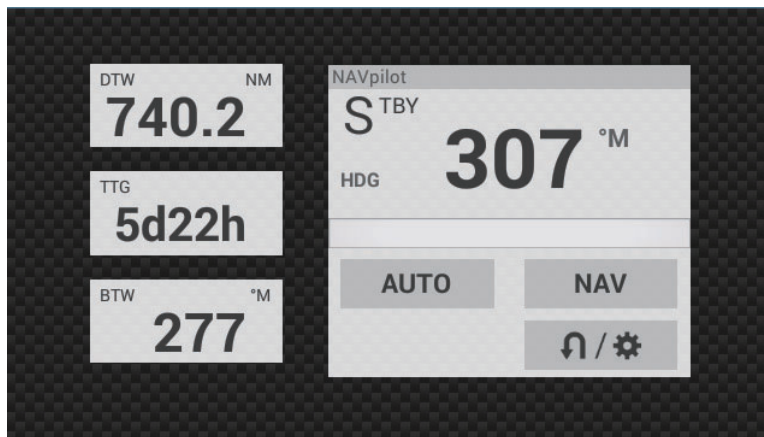 DTW NM
740.2
TTG
5d22h
BTW °M
277
NAVpilot
S TBY
307 °M
HDG
AUTO NAV
/